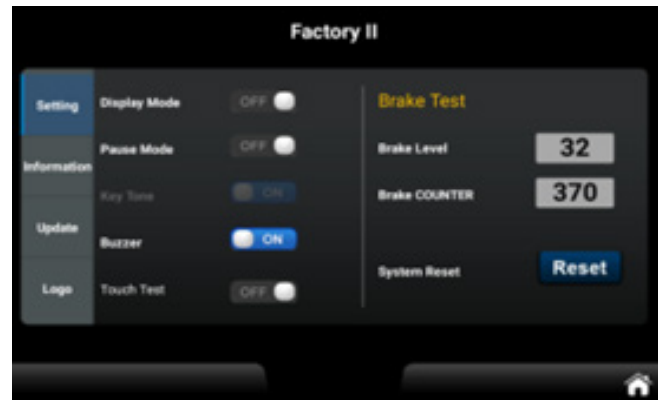 Factory II
Setting
Information
Update
Logo
Display Mode OFF
Pause Mode OFF
Key Tone ON
Buzzer ON
Touch Test OFF
Brake Test
Brake Level 32
Brake COUNTER 370
System Reset Reset